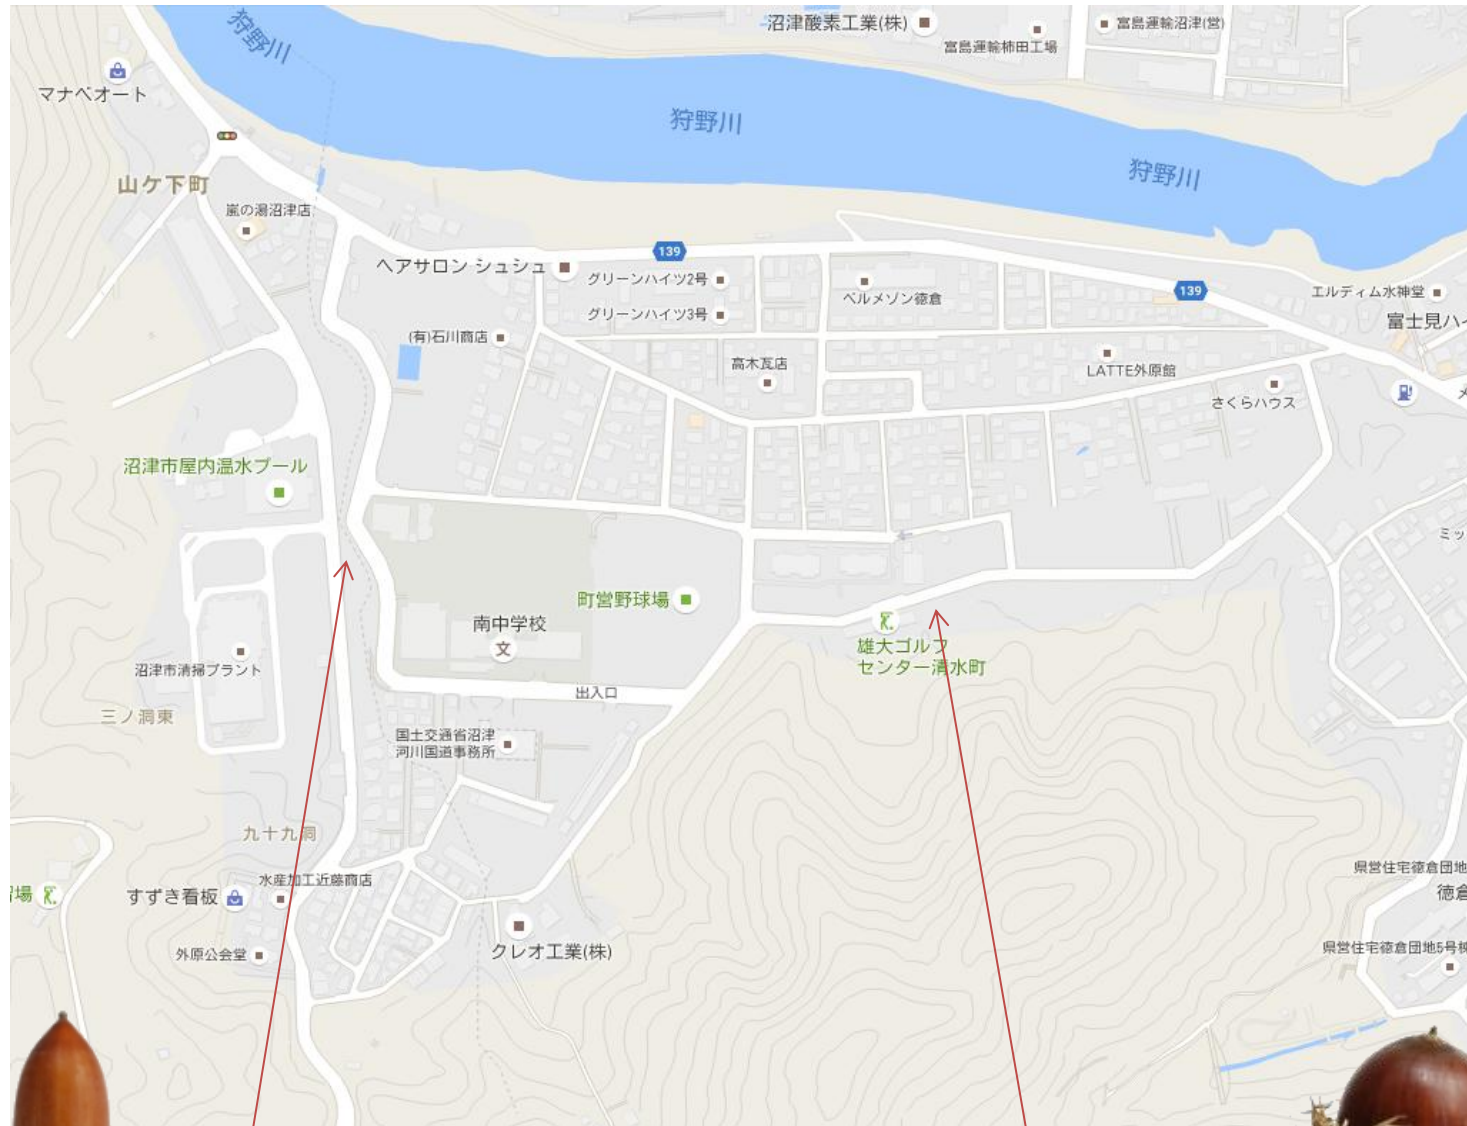 沼津酸素工業(株)
富島運輸柿田工場
富島運輸沼津(営)
狩野川
マナベオート
狩野川
狩野川
山ケ下町
嵐の湯沼津店
139
ヘアサロン シュシュ
グリーンハイツ2号
グリーンハイツ3号
ベルメゾン徳倉
139
エルディム水神堂
富士見ハイ
(有)石川商店
高木瓦店
LATTE外原館
さくらハウス
メ
沼津市屋内温水プール
ミッ
町営野球場
南中学校
文
雄大ゴルフ
センター清水町
沼津市清掃プラント
出入口
三ノ洞東
国土交通省沼津
河川国道事務所
九十九洞
水産加工近藤商店
すずき看板
場
県営住宅徳倉団地
徳倉
クレオ工業(株)
外原公会堂
県営住宅徳倉団地5号棟